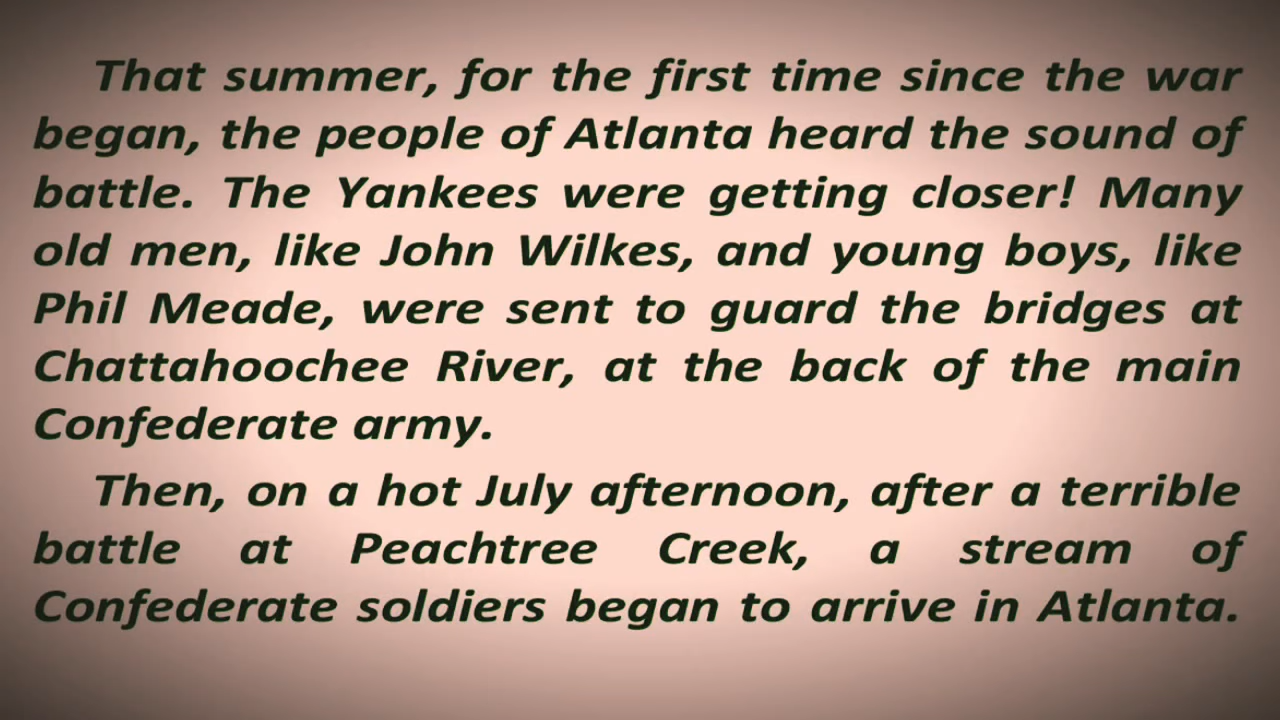 That summer, for the first time since the war
began, the people of Atlanta heard the sound of
battle. The Yankees were getting closer! Many
old men, like John Wilkes, and young boys, like
Phil Meade, were sent to guard the bridges at
Chattahoochee River, at the back of the main
Confederate army.
Then, on a hot July afternoon, after a terrible
battle at Peachtree Creek, a stream of
Confederate soldiers began to arrive in Atlanta.